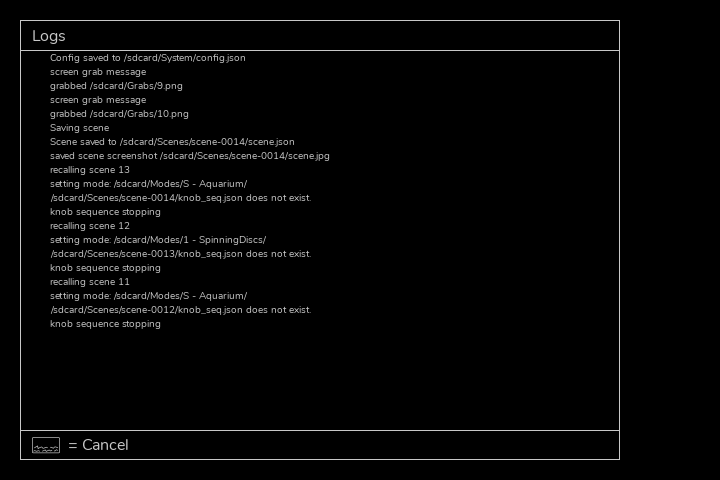 Logs
Config saved to /sdcard/System/config.json
screen grab message
grabbed /sdcard/Grabs/9.png
screen grab message
grabbed /sdcard/Grabs/10.png
Saving scene
Scene saved to /sdcard/Scenes/scene-0014/scene.json
saved scene screenshot /sdcard/Scenes/scene-0014/scene.jpg
recalling scene 13
setting mode: /sdcard/Modes/S - Aquarium/
/sdcard/Scenes/scene-0014/knob_seq.json does not exist.
knob sequence stopping
recalling scene 12
setting mode: /sdcard/Modes/1 - SpinningDiscs/
/sdcard/Scenes/scene-0013/knob_seq.json does not exist.
knob sequence stopping
recalling scene 11
setting mode: /sdcard/Modes/S - Aquarium/
/sdcard/Scenes/scene-0012/knob_seq.json does not exist.
knob sequence stopping
= Cancel